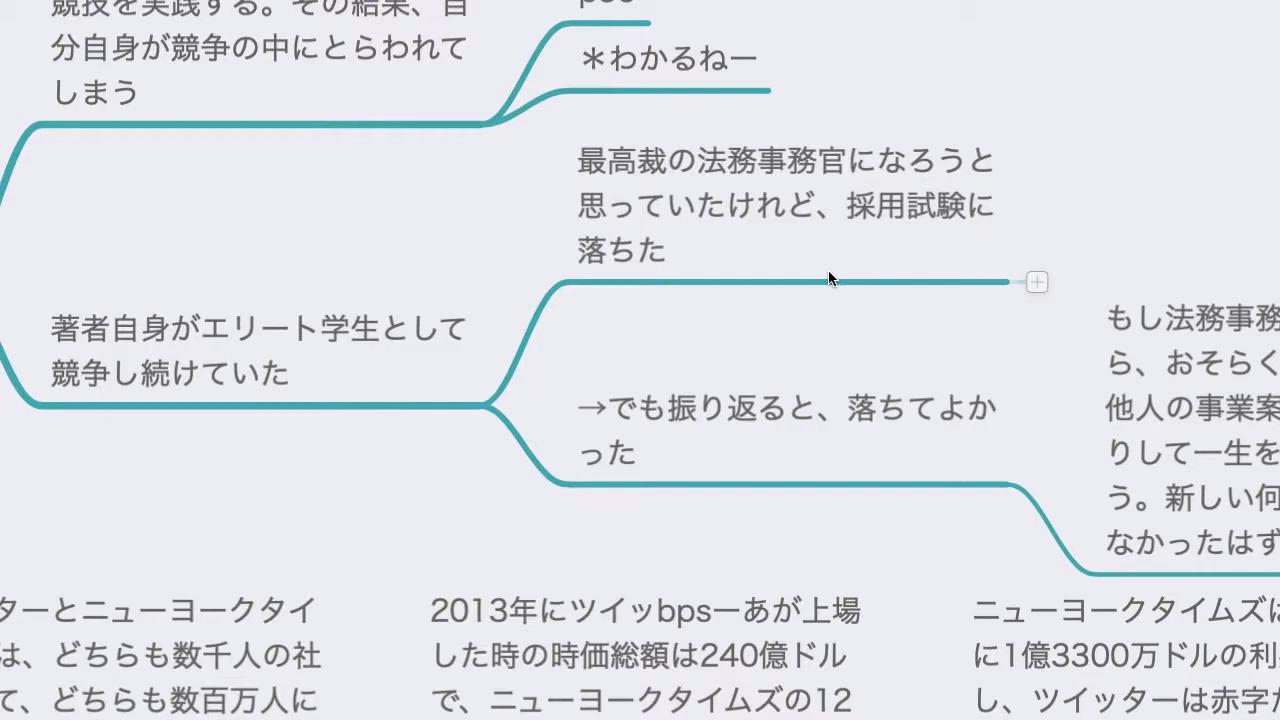 競技を実践する。その結果、自
分自身が競争の中にとらわれて
しまう
＊わかるねー
最高裁の法務事務官になろうと
思っていたけれど、採用試験に
落ちた
著者自身がエリート学生として
競争し続けていた
→でも振り返ると、落ちてよか
った
もし法務事務
ら、おそらく
他人の事業案
りして一生を
う。新しい何
なかったはず
ターとニューヨークタイ
は、どちらも数千人の社
て、どちらも数百万人に
2013年にツイッbpsーあが上場
した時の時価総額は240億ドル
で、ニューヨークタイムズの12
ニューヨークタイムズは
に1億3300万ドルの利
し、ツイッターは赤字